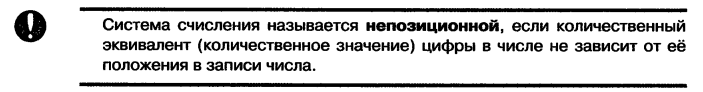 Система счисления называется непозиционной, если количественный
эквивалент (количественное значение) цифры в числе не зависит от её
положения в записи числа.